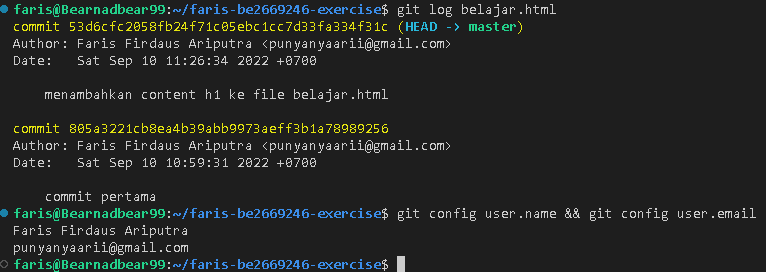 faris@Bearnadbear99:~/faris-be2669246-exercise$ git log belajar.html
commit 53d6cfc2058fb24f71c05ebc1cc7d33fa334f31c (HEAD -> master)
Author: Faris Firdaus Ariputra <punyanyaarii@gmail.com>
Date:   Sat Sep 10 11:26:34 2022 +0700
menambahkan content h1 ke file belajar.html
commit 805a3221cb8ea4b39abb9973aeff3b1a78989256
Author: Faris Firdaus Ariputra <punyanyaarii@gmail.com>
Date:   Sat Sep 10 10:59:31 2022 +0700
commit pertama
faris@Bearnadbear99:~/faris-be2669246-exercise$ git config user.name && git config user.email
Faris Firdaus Ariputra
punyanyaarii@gmail.com
faris@Bearnadbear99:~/faris-be2669246-exercise$